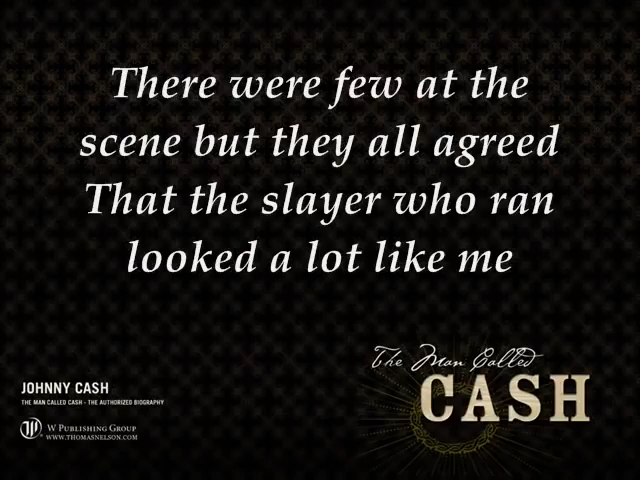 There were few at the
scene but they all agreed
That the slayer who ran
looked a lot like me
The Man Called
CASH
JOHNNY CASH
THE MAN CALLED CASH - THE AUTHORIZED BIOGRAPHY
W PUBLISHING GROUP
WWW.THOMASNELSON.COM